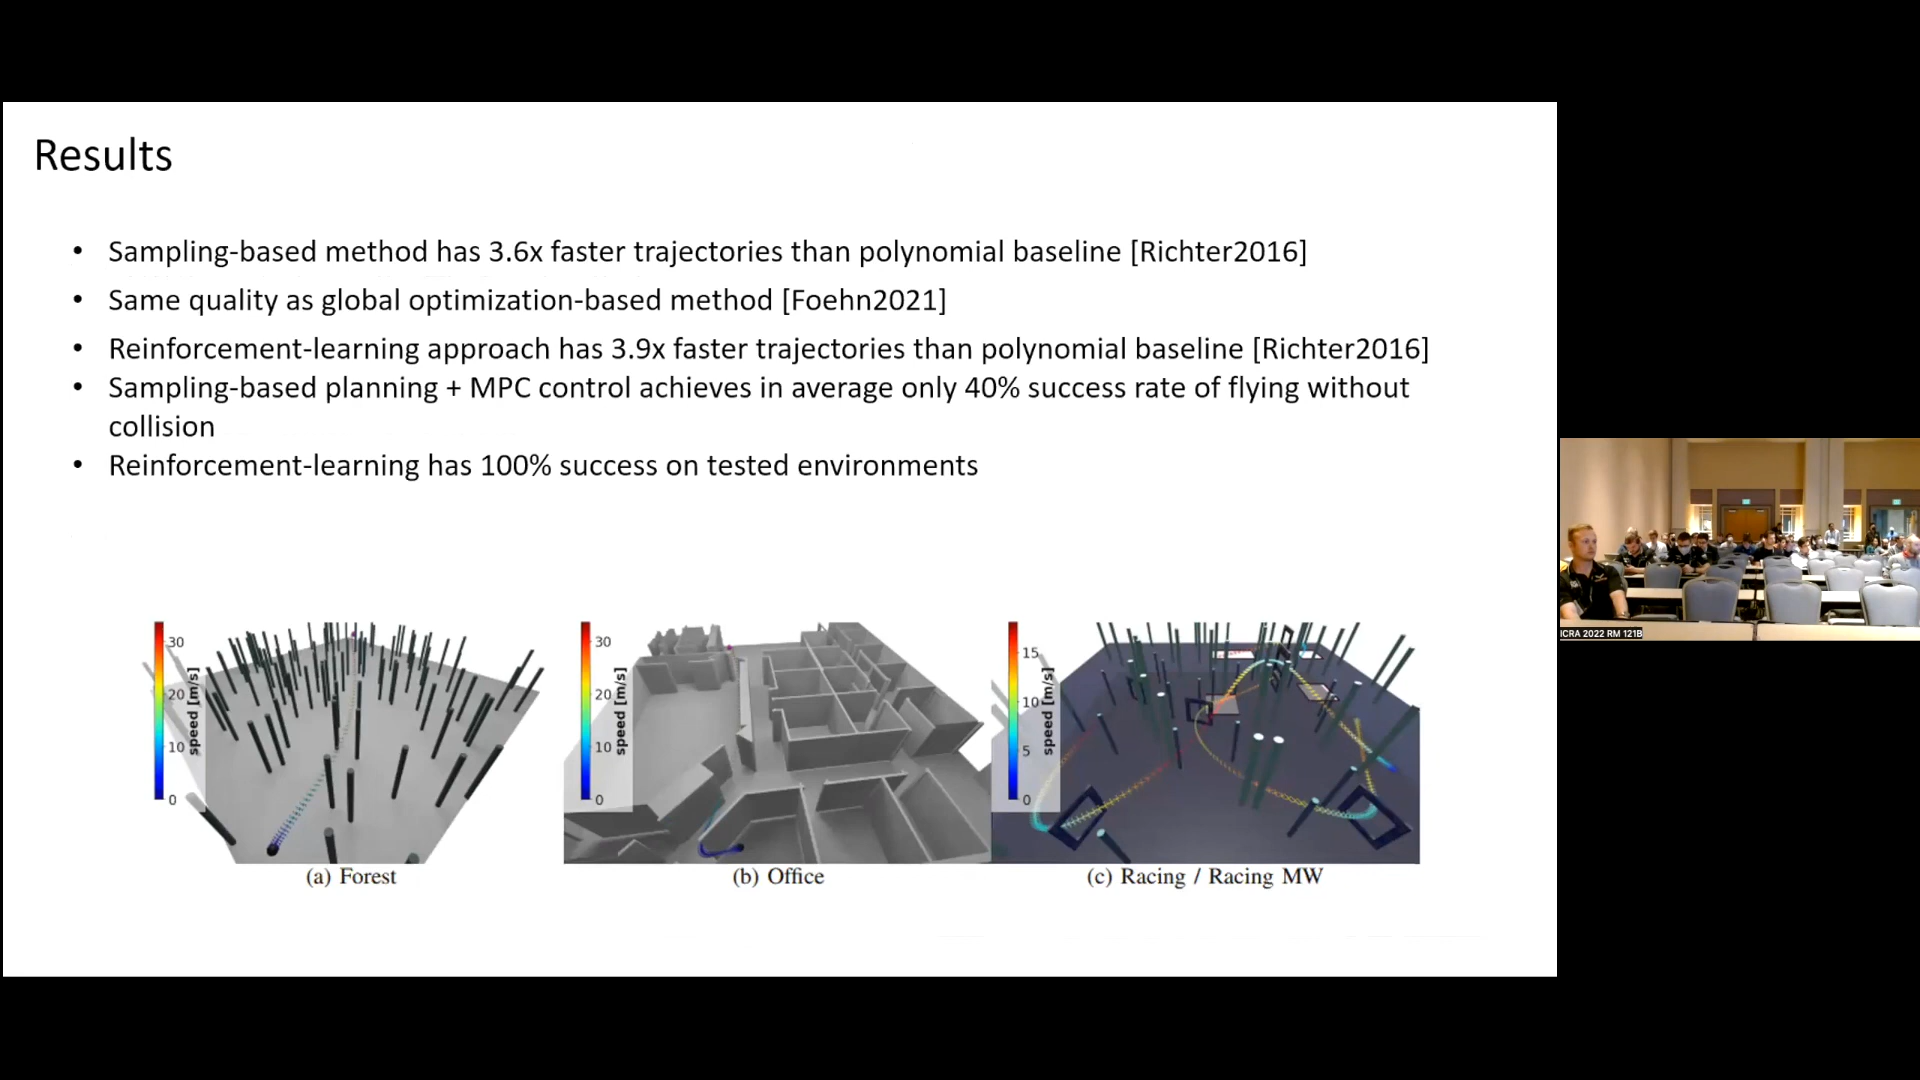 Results
• Sampling-based method has 3.6x faster trajectories than polynomial baseline [Richter2016]
• Same quality as global optimization-based method [Foehn2021]
• Reinforcement-learning approach has 3.9x faster trajectories than polynomial baseline [Richter2016]
• Sampling-based planning + MPC control achieves in average only 40% success rate of flying without
collision
• Reinforcement-learning has 100% success on tested environments
30
20
10
0
speed [m/s]
30
20
10
0
speed [m/s]
15
10
5
0
speed [m/s]
(a) Forest
(b) Office
(c) Racing / Racing MW
ICRA 2022 RM 121B